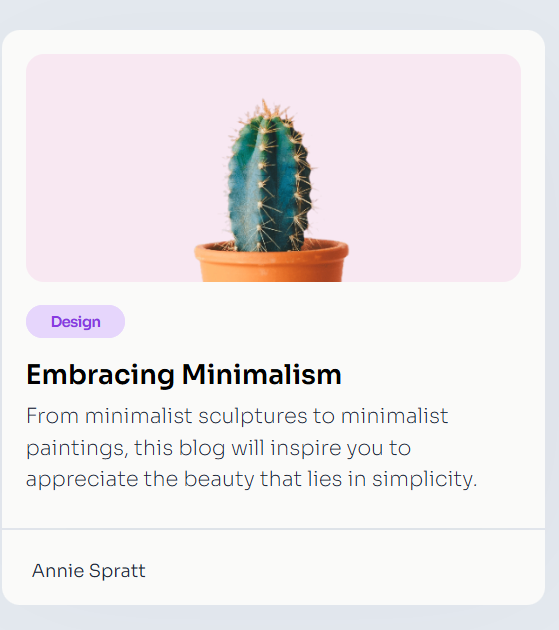 Design
Embracing Minimalism
From minimalist sculptures to minimalist
paintings, this blog will inspire you to
appreciate the beauty that lies in simplicity.
Annie Spratt